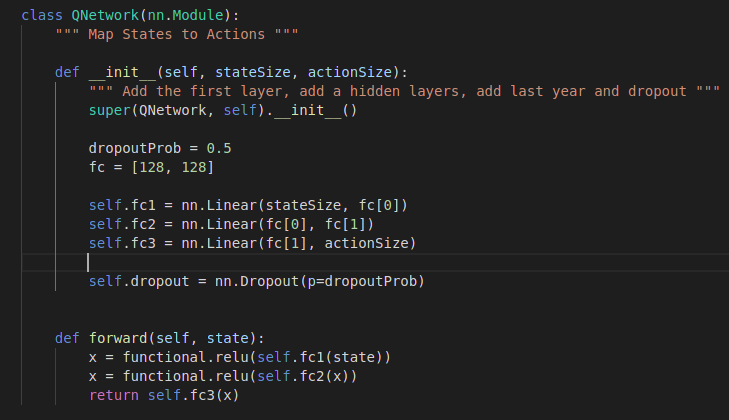 class QNetwork(nn.Module):
    """ Map States to Actions """
    def __init__(self, stateSize, actionSize):
        """ Add the first layer, add a hidden layers, add last year and dropout """
        super(QNetwork, self).__init__()
        dropoutProb = 0.5
        fc = [128, 128]
        self.fc1 = nn.Linear(stateSize, fc[0])
        self.fc2 = nn.Linear(fc[0], fc[1])
        self.fc3 = nn.Linear(fc[1], actionSize)
        self.dropout = nn.Dropout(p=dropoutProb)
    def forward(self, state):
        x = functional.relu(self.fc1(state))
        x = functional.relu(self.fc2(x))
        return self.fc3(x)